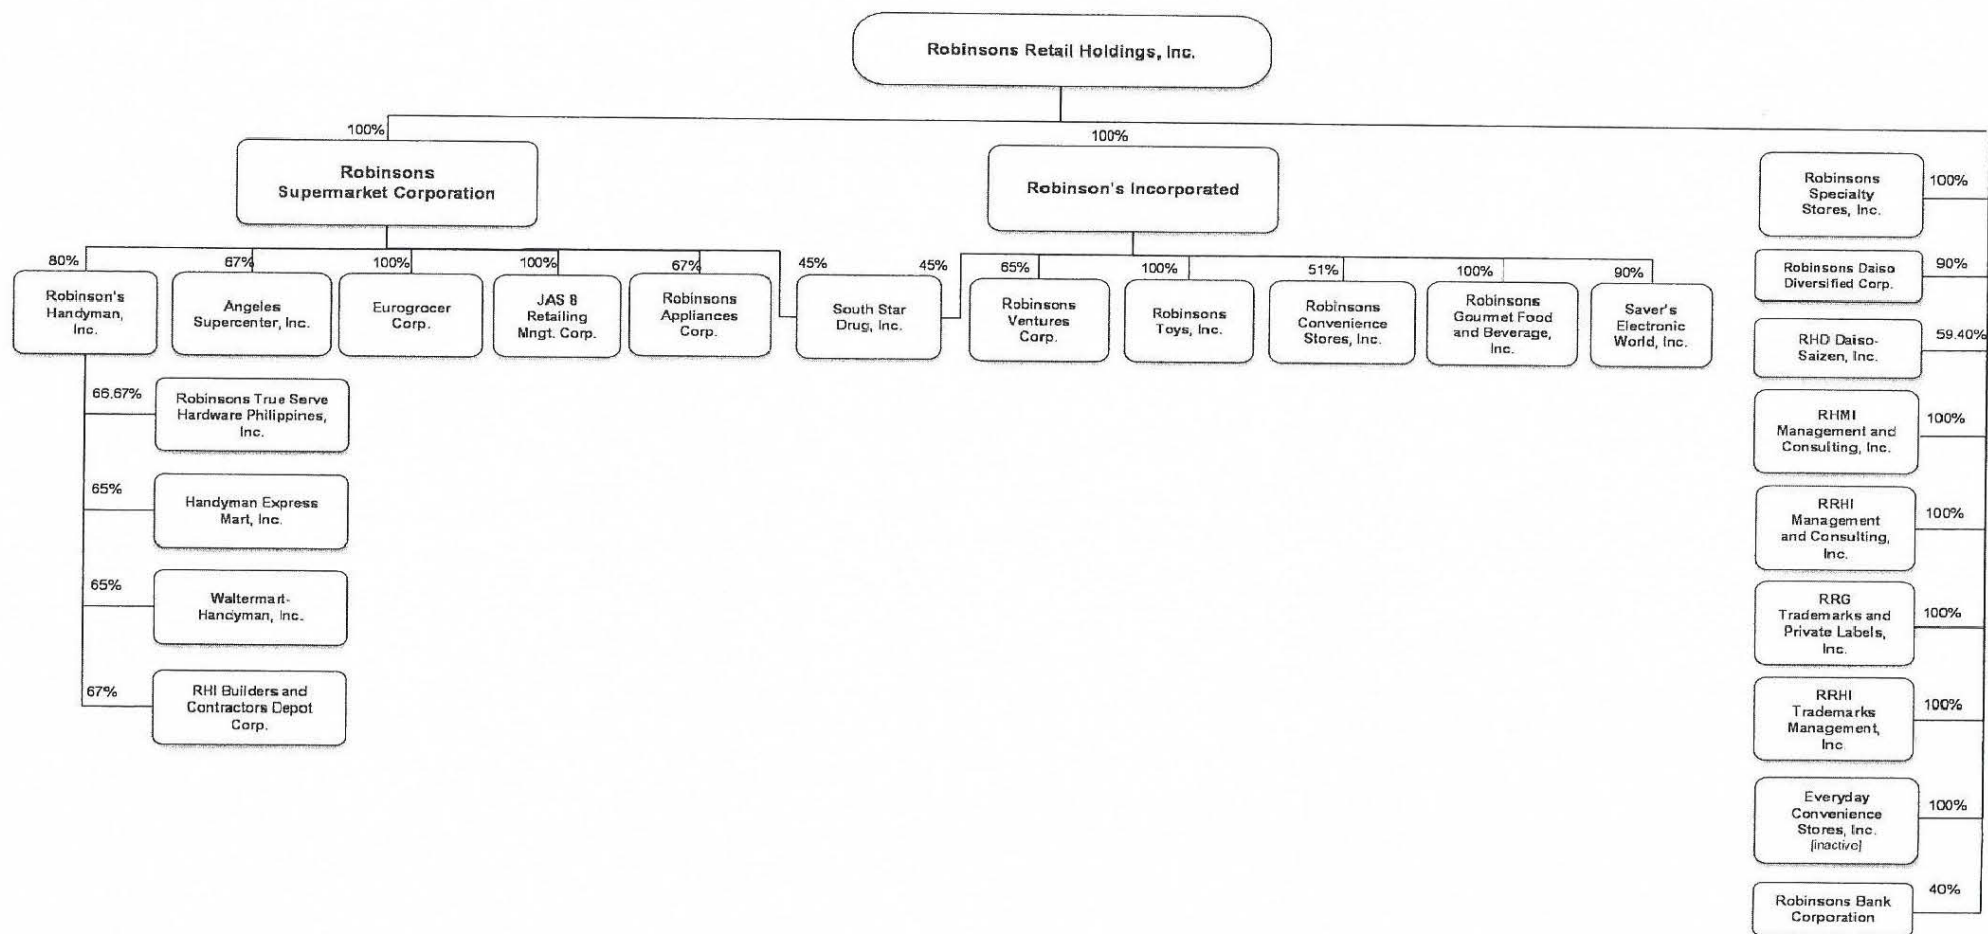 Robinsons Retail Holdings, Inc.
100%
100%
Robinsons
Supermarket Corporation
Robinson's Incorporated
80%
67%
100%
100%
67%
45%
45%
65%
100%
51%
100%
90%
Robinson's
Handyman,
Inc.
Angeles
Supercenter, Inc.
Eurogrocer
Corp.
JAS 8
Retailing
Mngt. Corp.
Robinsons
Appliances
Corp.
South Star
Drug, Inc.
Robinsons
Ventures
Corp.
Robinsons
Toys, Inc.
Robinsons
Convenience
Stores, Inc.
Robinsons
Gourmet Food
and Beverage,
Inc.
Saver's
Electronic
World, Inc.
66.67%
Robinsons True Serve
Hardware Philippines,
Inc.
65%
Handyman Express
Mart, Inc.
65%
Waltermart-
Handyman, Inc.
67%
RHI Builders and
Contractors Depot
Corp.
Robinsons
Specialty
Stores, Inc.
100%
Robinsons Daiso
Diversified Corp.
90%
RHD Daiso-
Saizen, Inc.
59.40%
RHMI
Management and
Consulting, Inc.
100%
RRHI
Management
and Consulting,
Inc.
100%
RRG
Trademarks and
Private Labels,
Inc.
100%
RRHI
Trademarks
Management,
Inc
100%
Everyday
Convenience
Stores, Inc.
[inactive]
100%
Robinsons Bank
Corporation
40%